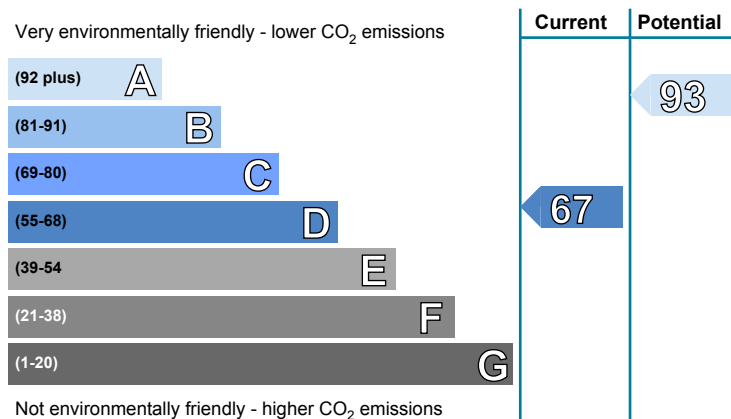 Very environmentally friendly - lower CO2 emissions
Current
Potential
(92 plus) A
93
(81-91) B
(69-80) C
(55-68) D
67
(39-54 E
(21-38) F
(1-20) G
Not environmentally friendly - higher CO2 emissions